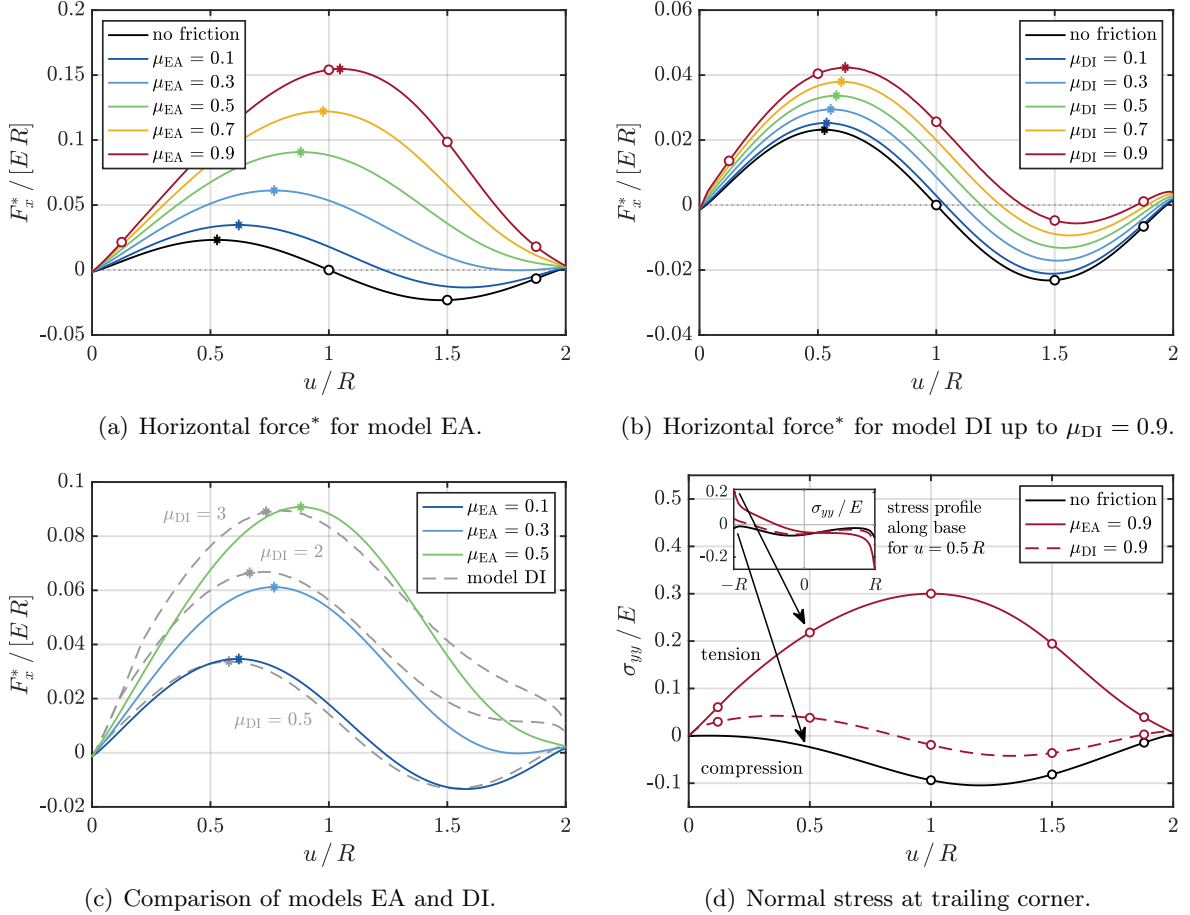 0.2
0.15
0.1
0.05
0
-0.05
F*x / [E R]
no friction
μEA = 0.1
μEA = 0.3
μEA = 0.5
μEA = 0.7
μEA = 0.9
0 0.5 1 1.5 2
u / R
(a) Horizontal force* for model EA.
0.06
0.04
0.02
0
-0.02
-0.04
F*x / [E R]
no friction
μDI = 0.1
μDI = 0.3
μDI = 0.5
μDI = 0.7
μDI = 0.9
0 0.5 1 1.5 2
u / R
(b) Horizontal force* for model DI up to μDI = 0.9.
0.1
0.08
0.06
0.04
0.02
0
-0.02
F*x / [E R]
μDI = 3
μDI = 2
μDI = 0.5
μEA = 0.1
μEA = 0.3
μEA = 0.5
model DI
0 0.5 1 1.5 2
u / R
(c) Comparison of models EA and DI.
0.5
0.4
0.3
0.2
0.1
0
-0.1
σyy / E
0.2
0
-0.2
σyy / E
−R 0 R
stress profile
along base
for u = 0.5 R
no friction
μEA = 0.9
μDI = 0.9
tension
compression
0 0.5 1 1.5 2
u / R
(d) Normal stress at trailing corner.